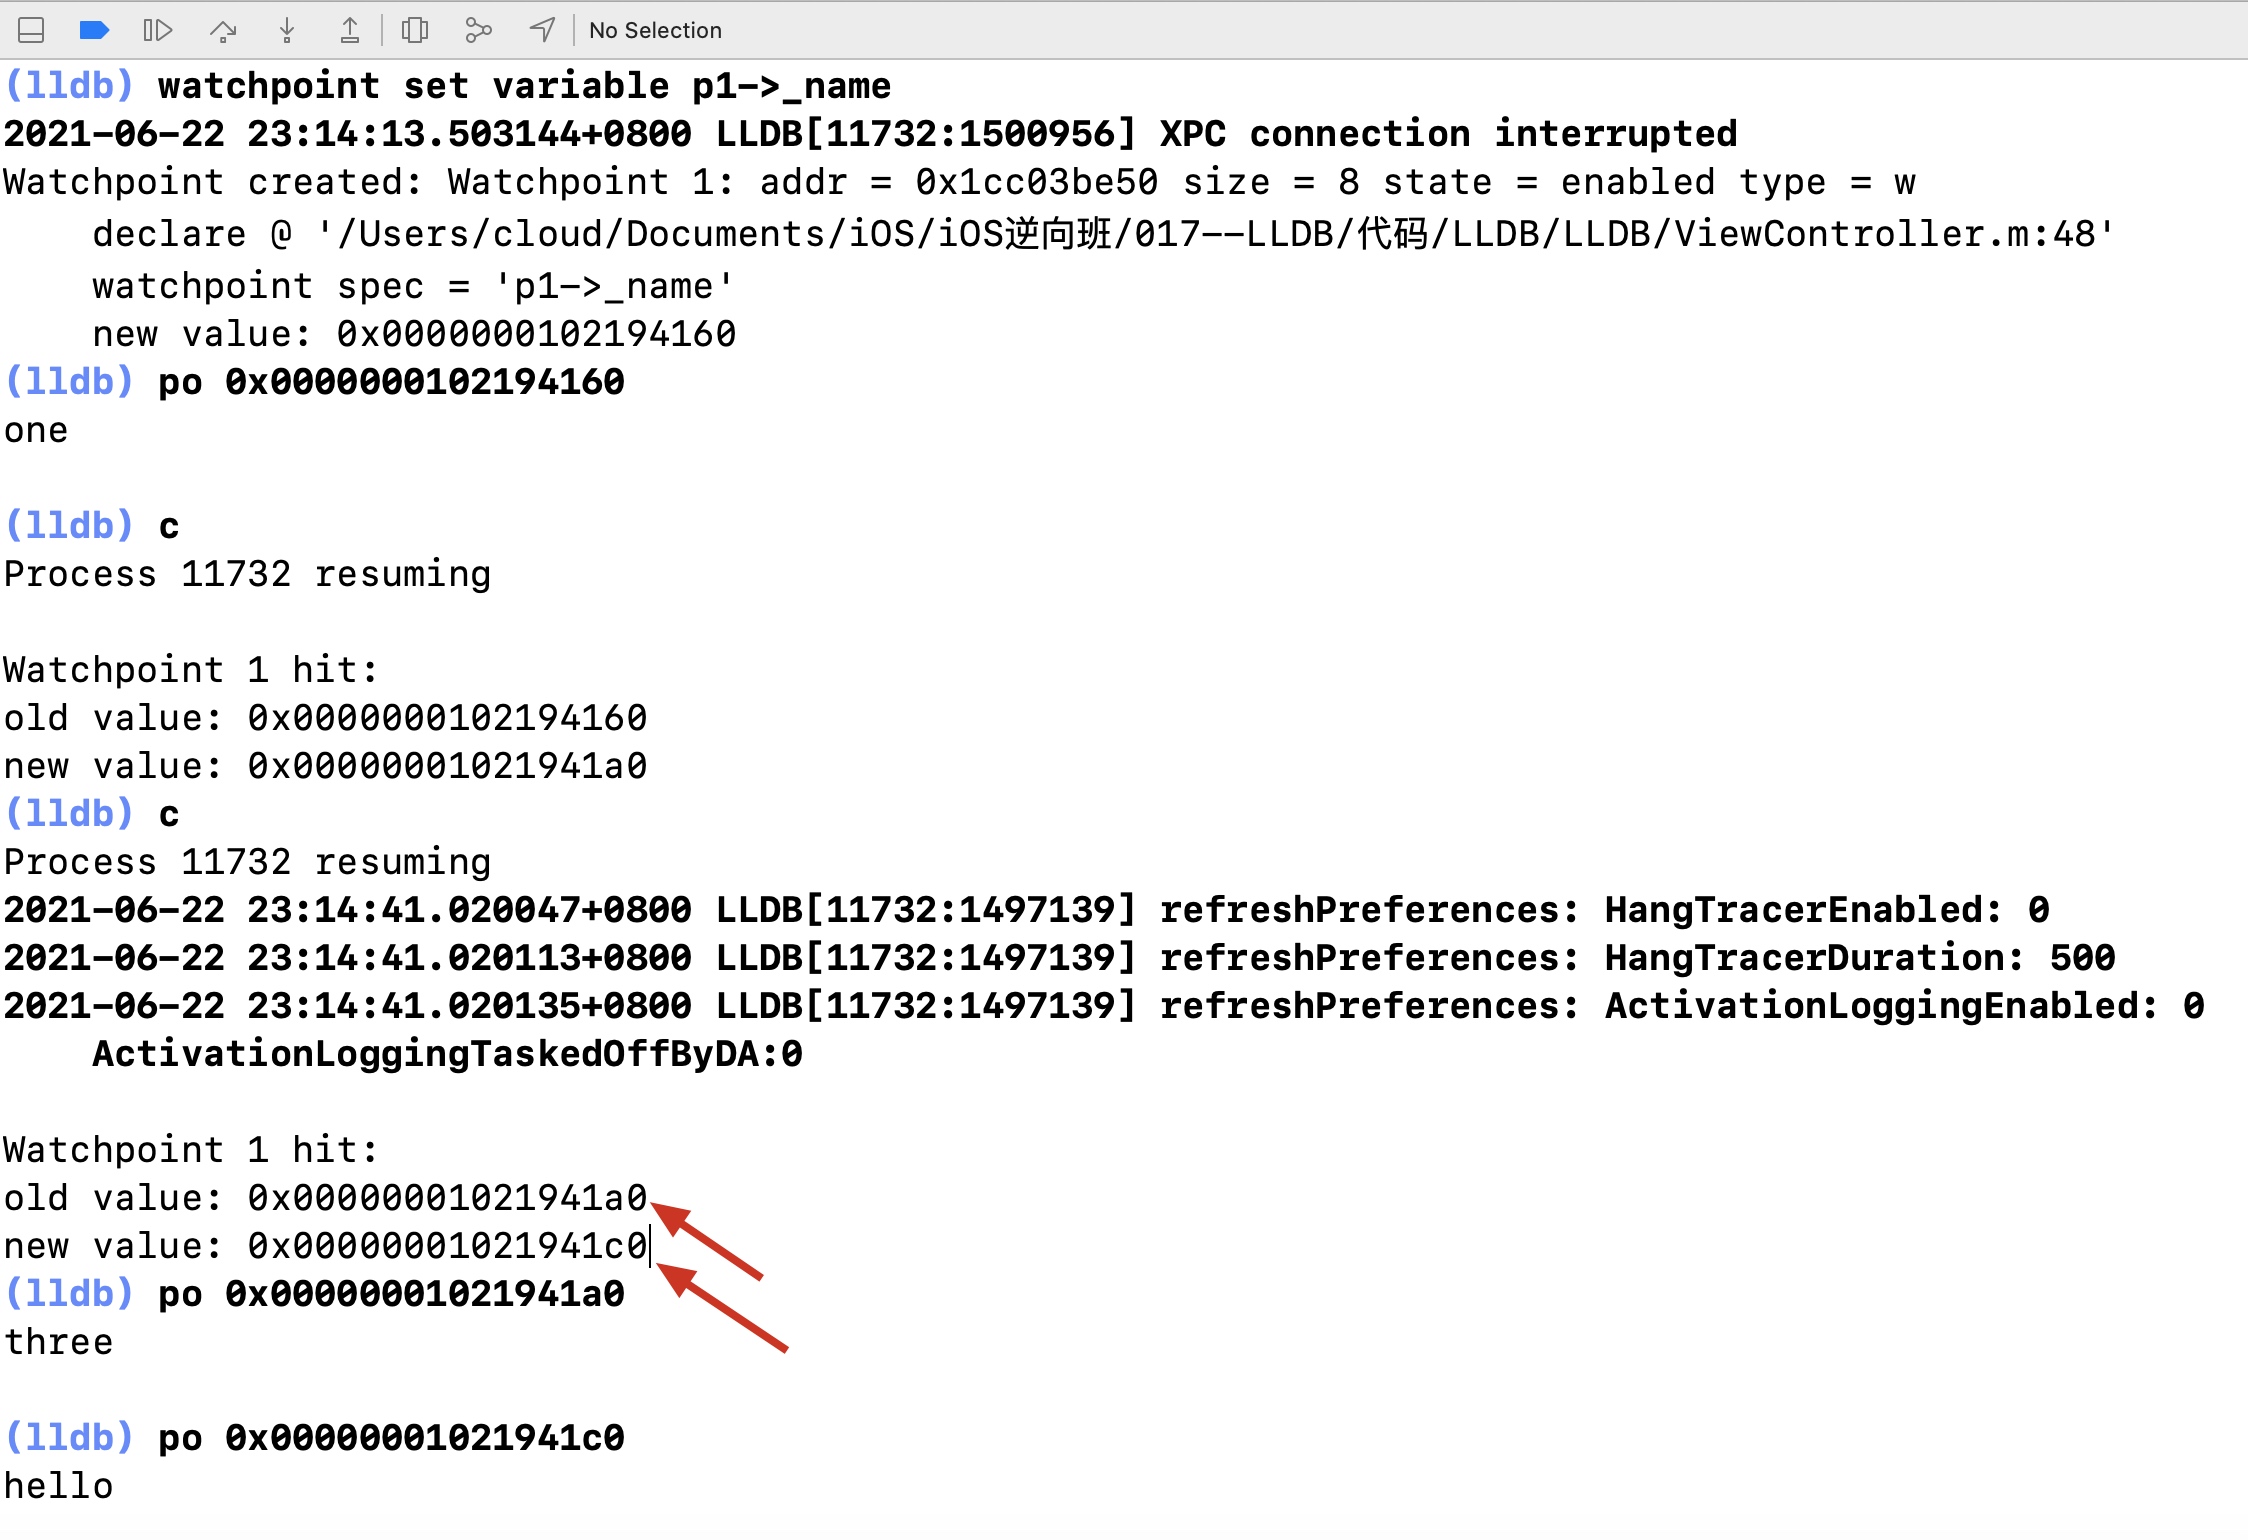 No Selection
(lldb) watchpoint set variable p1->_name
2021-06-22 23:14:13.503144+0800 LLDB[11732:1500956] XPC connection interrupted
Watchpoint created: Watchpoint 1: addr = 0x1cc03be50 size = 8 state = enabled type = w
    declare @ '/Users/cloud/Documents/iOS/iOS逆向班/017--LLDB/代码/LLDB/LLDB/ViewController.m:48'
    watchpoint spec = 'p1->_name'
    new value: 0x0000000102194160
(lldb) po 0x0000000102194160
one
(lldb) c
Process 11732 resuming
Watchpoint 1 hit:
old value: 0x0000000102194160
new value: 0x00000001021941a0
(lldb) c
Process 11732 resuming
2021-06-22 23:14:41.020047+0800 LLDB[11732:1497139] refreshPreferences: HangTracerEnabled: 0
2021-06-22 23:14:41.020113+0800 LLDB[11732:1497139] refreshPreferences: HangTracerDuration: 500
2021-06-22 23:14:41.020135+0800 LLDB[11732:1497139] refreshPreferences: ActivationLoggingEnabled: 0
    ActivationLoggingTaskedOffByDA:0
Watchpoint 1 hit:
old value: 0x00000001021941a0
new value: 0x00000001021941c0
(lldb) po 0x00000001021941a0
three
(lldb) po 0x00000001021941c0
hello